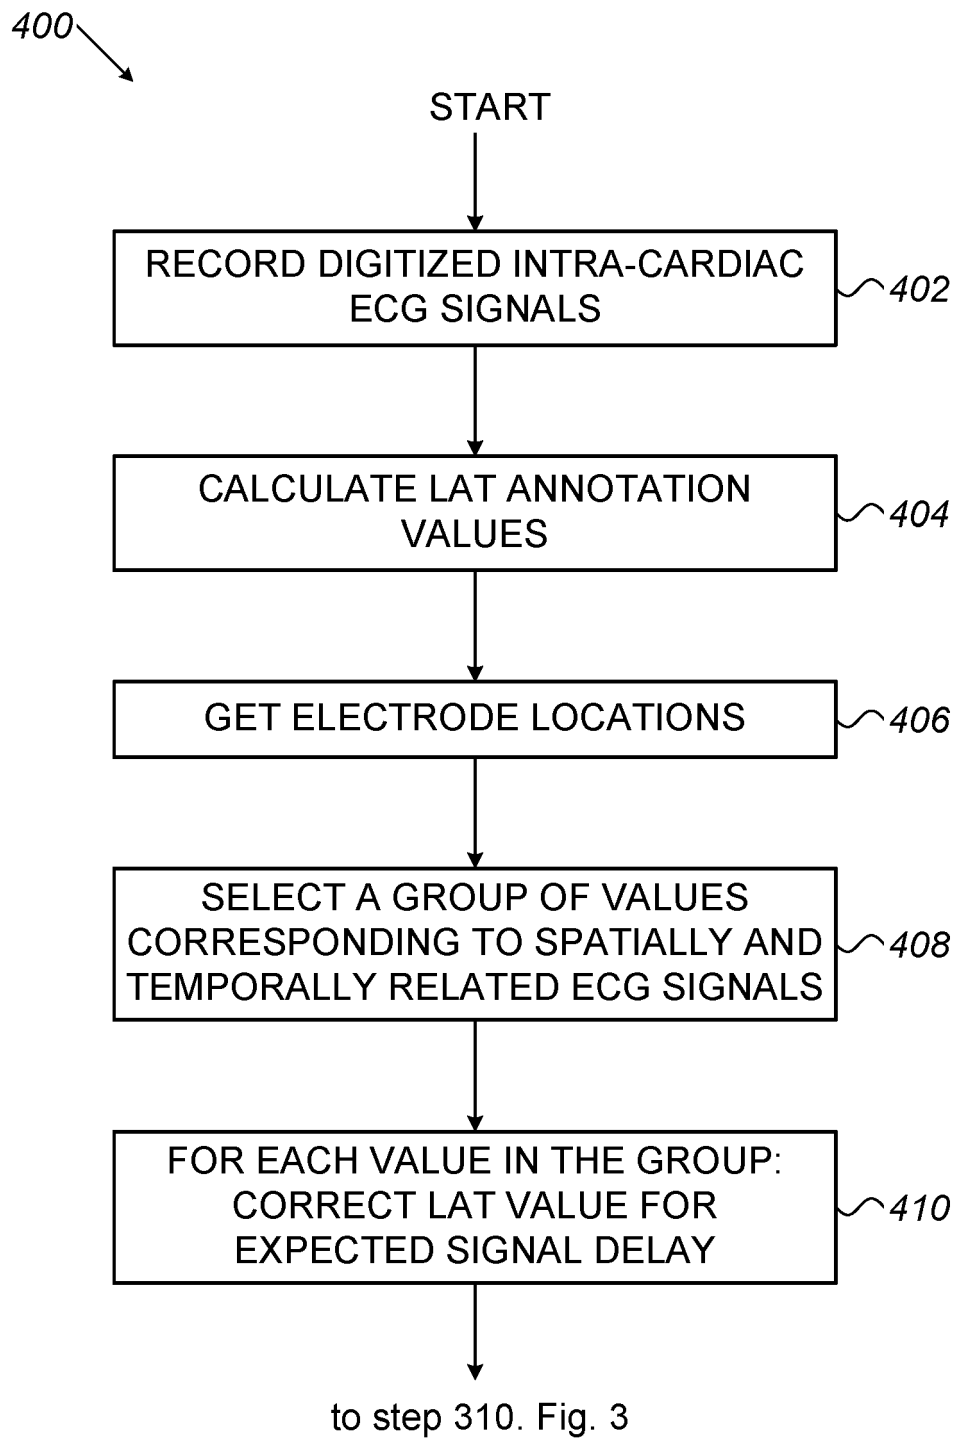 400
START
RECORD DIGITIZED INTRA-CARDIAC
ECG SIGNALS
402
CALCULATE LAT ANNOTATION
VALUES
404
GET ELECTRODE LOCATIONS
406
SELECT A GROUP OF VALUES
CORRESPONDING TO SPATIALLY AND
TEMPORALLY RELATED ECG SIGNALS
408
FOR EACH VALUE IN THE GROUP:
CORRECT LAT VALUE FOR
EXPECTED SIGNAL DELAY
410
to step 310. Fig. 3